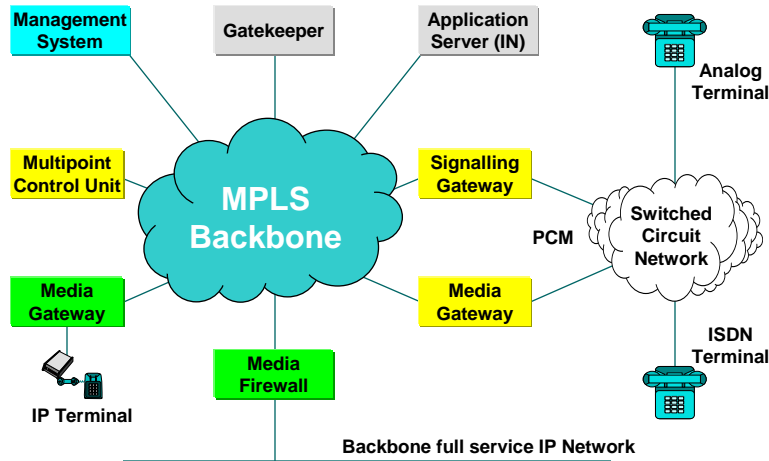 Management
System
Gatekeeper
Application
Server (IN)
Analog
Terminal
Multipoint
Control Unit
MPLS
Backbone
Signalling
Gateway
PCM
Switched
Circuit
Network
Media
Gateway
Media
Gateway
ISDN
Terminal
IP Terminal
Media
Firewall
Backbone full service IP Network